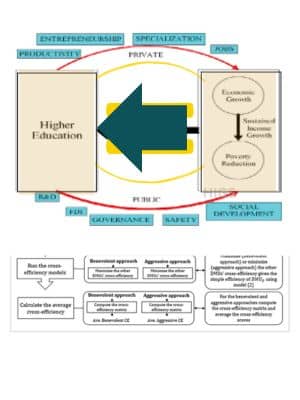 ENTREPRENEURSHIP
SPECIALIZATION
PRODUCTIVITY
PRIVATE
JOBS
Higher
Education
Economic
Growth
Sustained
Income
Growth
Poverty
Reduction
R&D
FDI
PUBLIC
GOVERNANCE
SAFETY
SOCIAL
DEVELOPMENT
Run the cross-
efficiency models
Benevolent approach
Maximize the other
DMUs' cross-efficiency
Aggressive approach
Minimize the other
DMUs' cross-efficiency
approach) or minimize
(aggressive approach) the other
DMUs' cross-efficiency given the
simple efficiency of DMU, using
model [2]
Calculate the average
cross-efficiency
Benevolent approach
Compute the cross-
efficiency matrix
Ave. Benevolent CE
Aggressive approach
Compute the cross-
efficiency matrix
Ave. Aggressive CE
For the benevolent and
aggressive approaches compute
the cross-efficiency matrix and
average the cross-efficiency
scores